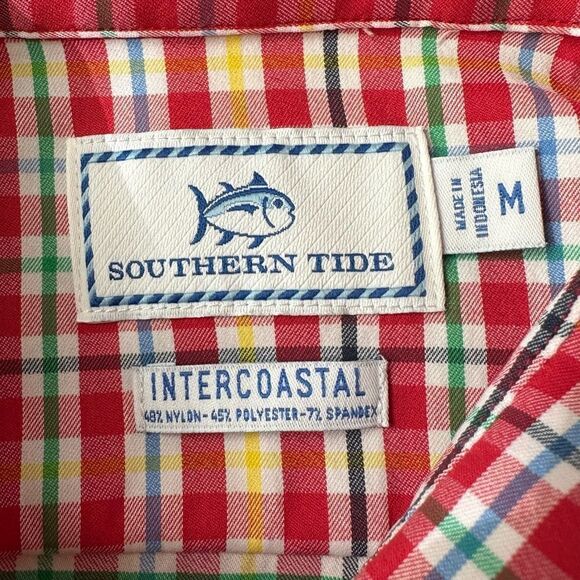 SOUTHERN TIDE
MADE IN
INDONESIA
M
INTERCOASTAL
48% NYLON-45% POLYESTER-7% SPANDEX